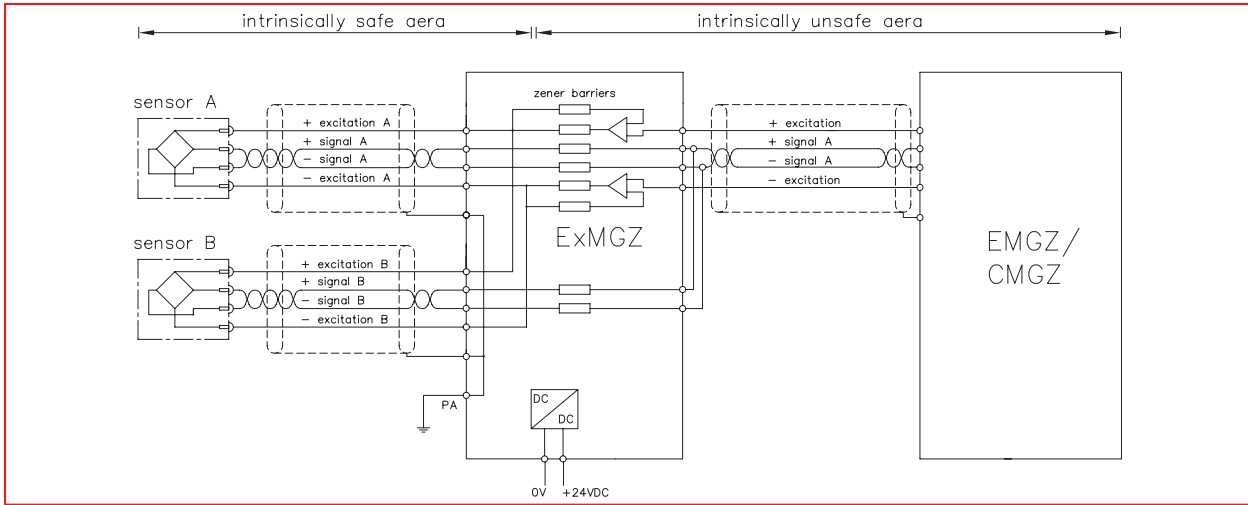 intrinsically safe aera
intrinsically unsafe aera
sensor A
zener barriers
+ excitation A
+ signal A
− signal A
− excitation A
+ excitation
+ signal A
− signal A
− excitation
ExMGZ
EMGZ/
CMGZ
sensor B
+ excitation B
+ signal B
− signal B
− excitation B
PA
DC
DC
0V
+24VDC